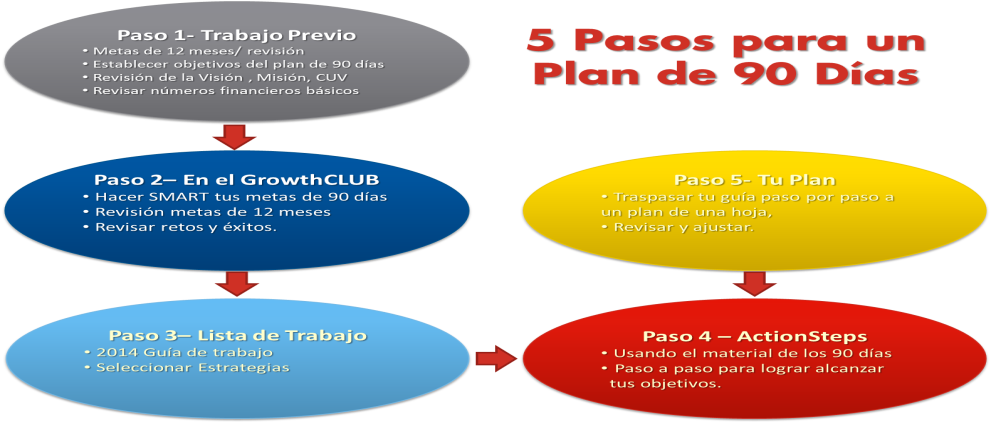 5 Pasos para un
Plan de 90 Días
Paso 1- Trabajo Previo
• Metas de 12 meses/ revisión
• Establecer objetivos del plan de 90 días
• Revisión de la Visión , Misión, CUV
• Revisar números financieros básicos
Paso 2– En el GrowthCLUB
• Hacer SMART tus metas de 90 días
• Revisión metas de 12 meses
• Revisar retos y éxitos.
Paso 3– Lista de Trabajo
• 2014 Guía de trabajo
• Seleccionar Estrategias
Paso 4 – ActionSteps
• Usando el material de los 90 días
• Paso a paso para lograr alcanzar
tus objetivos.
Paso 5- Tu Plan
• Traspasar tu guía paso por paso a
un plan de una hoja,
• Revisar y ajustar.